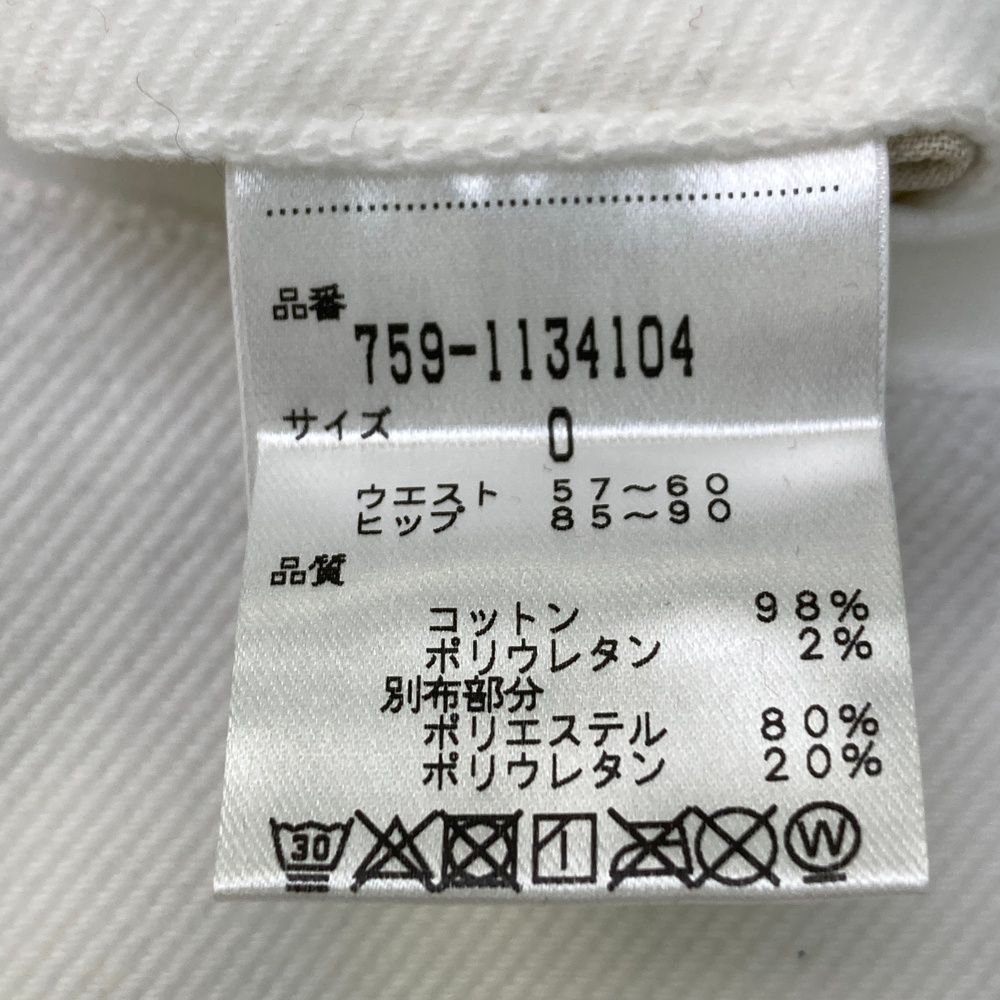 品番
759-1134104
サイズ 0
ウエスト 57～60
ヒップ 85～90
品質
コットン 98%
ポリウレタン 2%
別布部分
ポリエステル 80%
ポリウレタン 20%
30 W